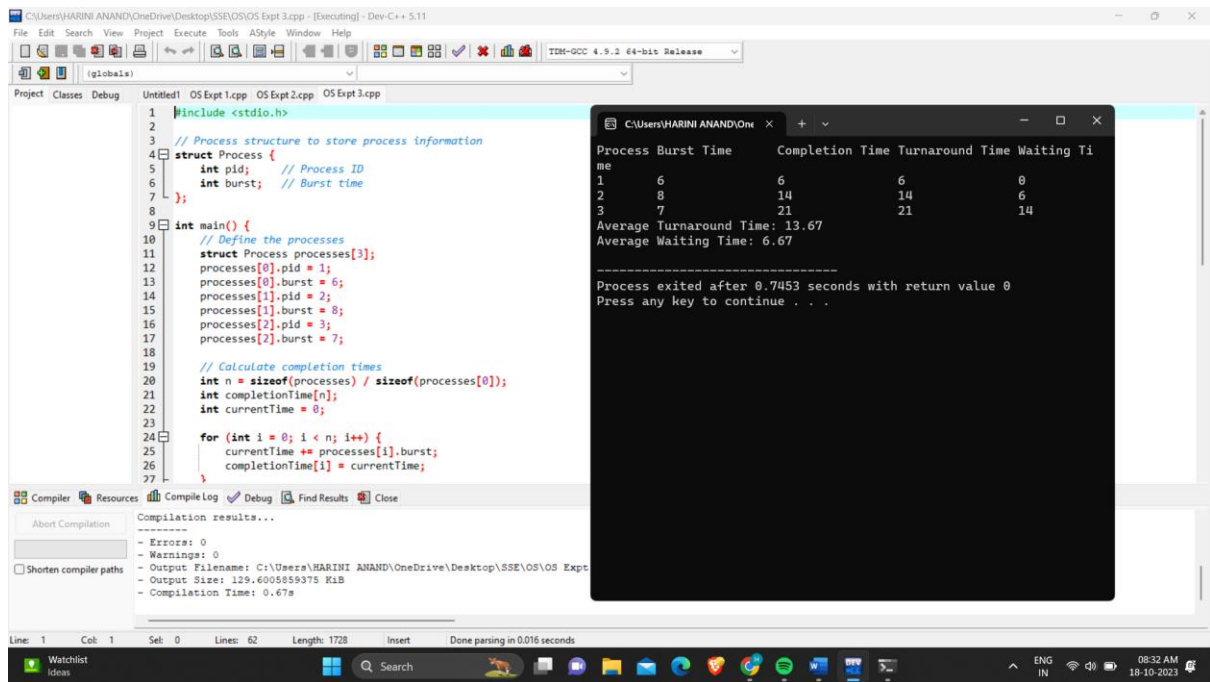 C:\Users\HARINI ANAND\OneDrive\Desktop\SSE\OS\OS Expt 3.cpp - [Executing] - Dev-C++ 5.11
File Edit Search View Project Execute Tools AStyle Window Help
TDM-GCC 4.9.2 64-bit Release
(globals)
Project Classes Debug Untitled1 OS Expt 1.cpp OS Expt 2.cpp OS Expt 3.cpp
1 #include <stdio.h>
2
3 // Process structure to store process information
4 struct Process {
5 int pid; // Process ID
6 int burst; // Burst time
7 };
8
9 int main() {
10 // Define the processes
11 struct Process processes[3];
12 processes[0].pid = 1;
13 processes[0].burst = 6;
14 processes[1].pid = 2;
15 processes[1].burst = 8;
16 processes[2].pid = 3;
17 processes[2].burst = 7;
18
19 // Calculate completion times
20 int n = sizeof(processes) / sizeof(processes[0]);
21 int completionTime[n];
22 int currentTime = 0;
23
24 for (int i = 0; i < n; i++) {
25 currentTime += processes[i].burst;
26 completionTime[i] = currentTime;
27 }
C:\Users\HARINI ANAND\One
Process Burst Time Completion Time Turnaround Time Waiting Ti
me
1 6 6 6 0
2 8 14 14 6
3 7 21 21 14
Average Turnaround Time: 13.67
Average Waiting Time: 6.67
--------------------------------
Process exited after 0.7453 seconds with return value 0
Press any key to continue . . .
Compiler Resources Compile Log Debug Find Results Close
Abort Compilation
Shorten compiler paths
Compilation results...
--------
- Errors: 0
- Warnings: 0
- Output Filename: C:\Users\HARINI ANAND\OneDrive\Desktop\SSE\OS\OS Expt
- Output Size: 129.6005859375 KiB
- Compilation Time: 0.67s
Line: 1 Col: 1 Sel: 0 Lines: 62 Length: 1728 Insert Done parsing in 0.016 seconds
Watchlist
Ideas
Search
ENG
IN
08:32 AM
18-10-2023